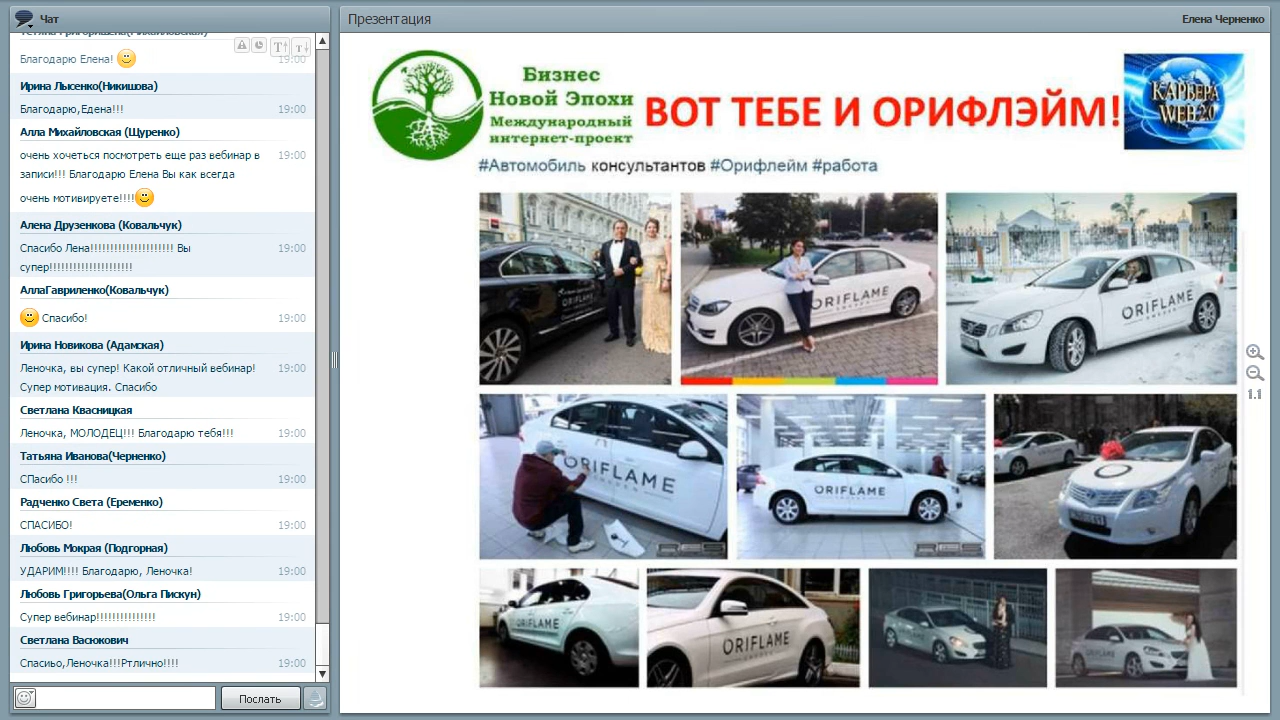 Чат
Благодарю Елена!
19:00
Ирина Лысенко(Никишова)
Благодарю,Едена!!!
19:00
Алла Михайловская (Щуренко)
очень хочеться посмотреть еще раз вебинар в
19:00
записи!!! Благодарю Елена Вы как всегда
очень мотивируете!!!!
Алена Друзенкова (Ковальчук)
Спасибо Лена!!!!!!!!!!!!!!!!!!!!! Вы
19:00
супер!!!!!!!!!!!!!!!!!!!!!
АллаГавриленко(Ковальчук)
Спасибо!
19:00
Ирина Новикова (Адамская)
Леночка, вы супер! Какой отличный вебинар!
19:00
Супер мотивация. Спасибо
Светлана Квасницкая
Леночка, МОЛОДЕЦ!!! Благодарю тебя!!!
19:00
Татьяна Иванова(Черненко)
СПасибо !!!
19:00
Радченко Света (Еременко)
СПАСИБО!
19:00
Любовь Мокрая (Подгорная)
УДАРИМ!!!! Благодарю, Леночка!
19:00
Любовь Григорьева(Ольга Пискун)
Супер вебинар!!!!!!!!!!!!!!!
19:00
Светлана Васюкович
Спасиьо,Леночка!!!Ртлично!!!!
19:00
Послать
Презентация
Елена Черненко
Бизнес
Новой Эпохи
Международный
интернет-проект
ВОТ ТЕБЕ И ОРИФЛЭЙМ!
КАРЬЕРА
WEB 2.0
#Автомобиль консультантов #Орифлейм #работа
ORIFLAME
ORIFLAME
ORIFLAME
SWEDEN
ORIFLAME
SWEDEN
ORIFLAME
ORIFLAME
ORIFLAME
SWEDEN
1.1